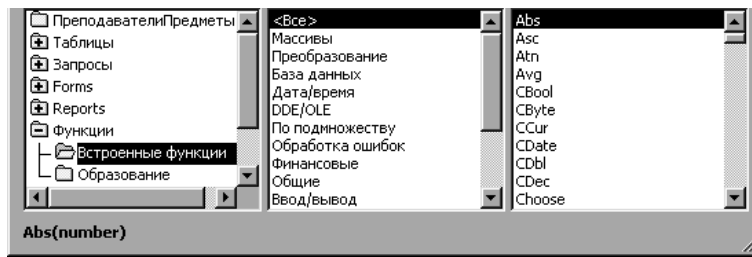 ПреподавателиПредметы
Таблицы
Запросы
Forms
Reports
Функции
Встроенные функции
Образование
<Все>
Массивы
Преобразование
База данных
Дата/время
DDE/OLE
По подмножеству
Обработка ошибок
Финансовые
Общие
Ввод/вывод
Abs
Asc
Atn
Avg
CBool
CByte
CCur
CDate
CDbl
CDec
Choose
Abs(number)